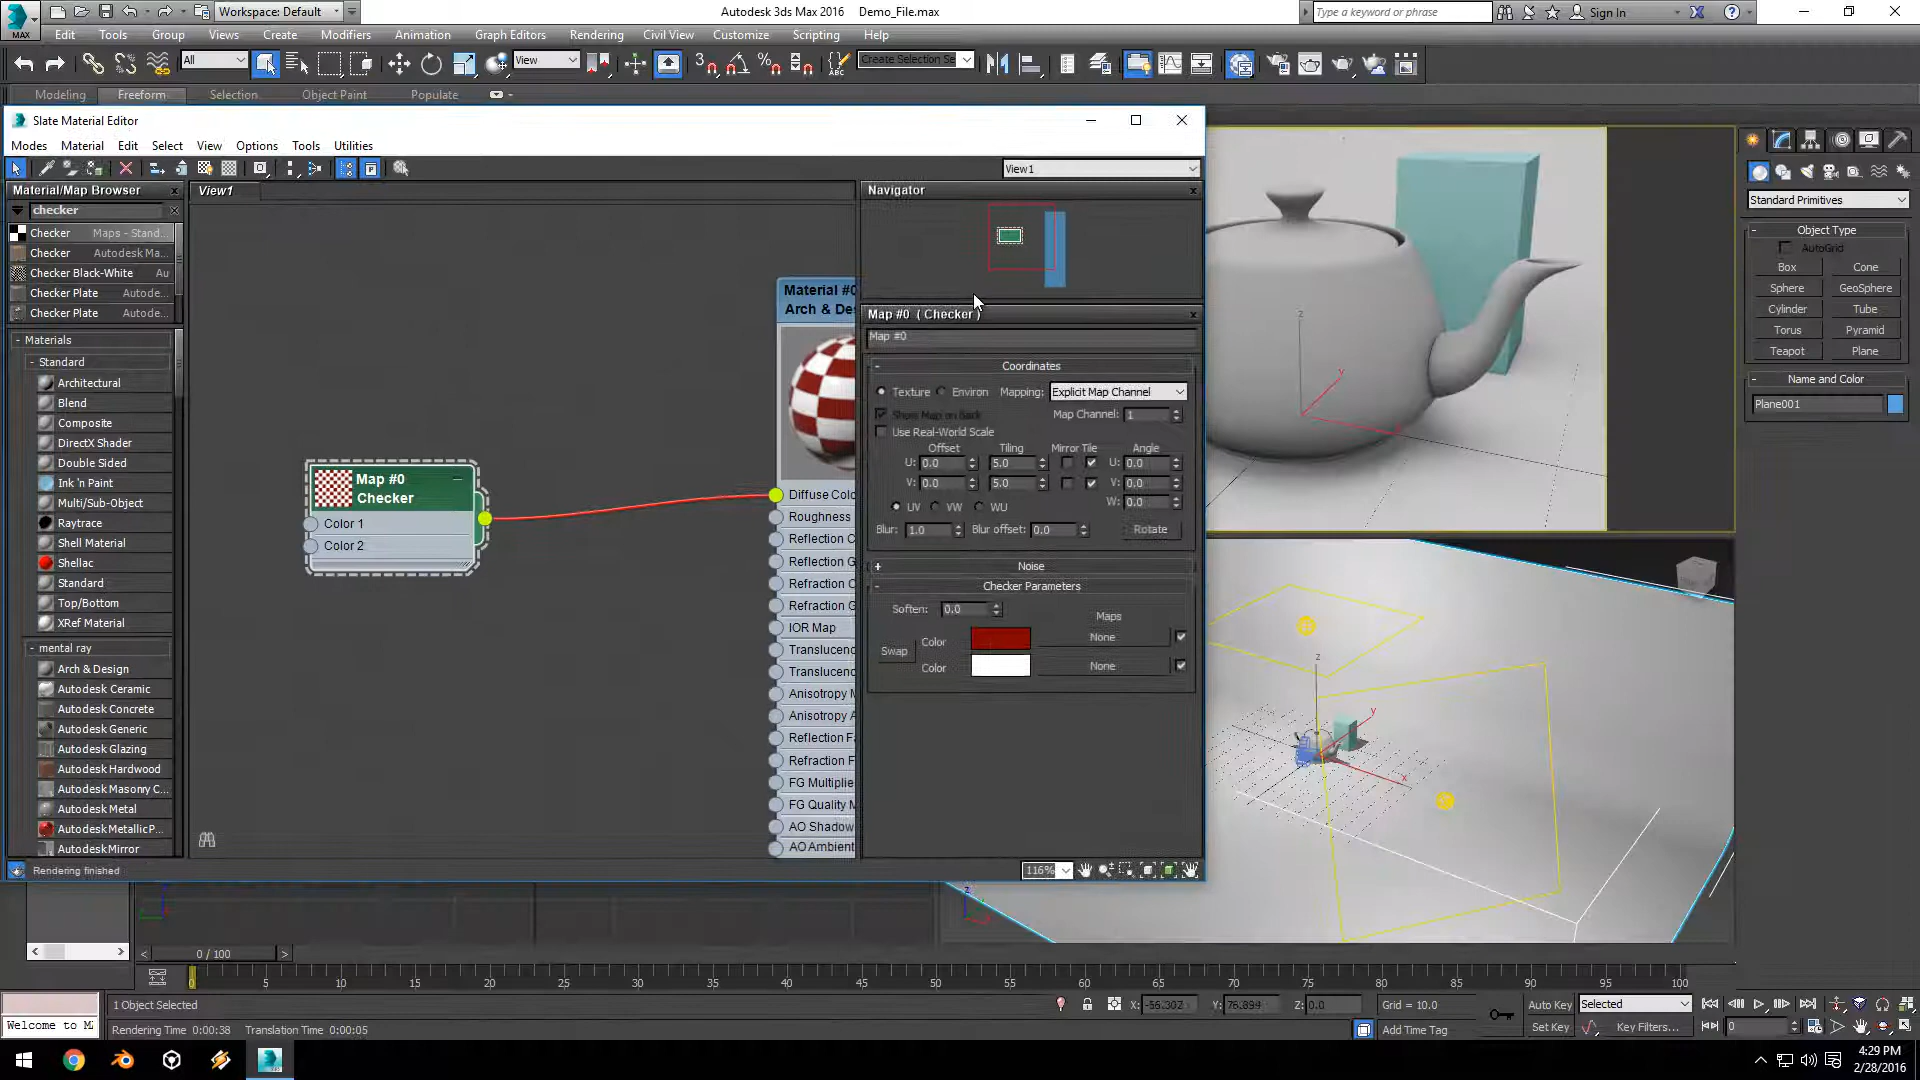 Workspace: Default
Autodesk 3ds Max 2016 Demo_File.max
Type a keyword or phrase
Sign In
MAX
Edit Tools Group Views Create Modifiers Animation Graph Editors Rendering Civil View Customize Scripting Help
All
View
Create Selection Se
Modeling Freeform Selection Object Paint Populate
Slate Material Editor
Modes Material Edit Select View Options Tools Utilities
View1
Material/Map Browser
View1
Navigator
checker
Checker Maps - Stand...
Checker Autodesk Ma...
Checker Black-White Au
Checker Plate Autode...
Checker Plate Autode...
- Materials
- Standard
Architectural
Blend
Composite
DirectX Shader
Double Sided
Ink 'n Paint
Multi/Sub-Object
Raytrace
Shell Material
Shellac
Standard
Top/Bottom
XRef Material
- mental ray
Arch & Design
Autodesk Ceramic
Autodesk Concrete
Autodesk Generic
Autodesk Glazing
Autodesk Hardwood
Autodesk Masonry C...
Autodesk Metal
Autodesk MetallicP...
Autodesk Mirror
Map #0
Checker
Color 1
Color 2
Material #0
Arch & De
Diffuse Colo
Roughness
Reflection C
Reflection G
Refraction C
Refraction G
IOR Map
Translucenc
Translucenc
Anisotropy M
Anisotropy A
Reflection Fa
Refraction F
FG Multiplie
FG Quality M
AO Shadow
AO Ambient
Map #0 ( Checker )
Map #0
- Coordinates
Texture Environ Mapping: Explicit Map Channel
Show Map on Back Map Channel: 1
Use Real-World Scale
Offset Tiling Mirror Tile Angle
U: 0.0 5.0 U: 0.0
V: 0.0 5.0 V: 0.0
W: 0.0
UV VW WU
Blur: 1.0 Blur offset: 0.0 Rotate
+ Noise
- Checker Parameters
Soften: 0.0
Maps
Swap
Color None
Color None
Rendering finished
116%
z
y
x
z
y
x
z
Standard Primitives
- Object Type
AutoGrid
Box Cone
Sphere GeoSphere
Cylinder Tube
Torus Pyramid
Teapot Plane
- Name and Color
Plane001
< 0 / 100 >
0 5 10 15 20 25 30 35 40 45 50 55 60 65 70 75 80 85 90 95 100
1 Object Selected
X: -56.302 Y: 76.894 Z: 0.0 Grid = 10.0
Auto Key Selected
Welcome to M
Rendering Time 0:00:38 Translation Time 0:00:05
Add Time Tag
Set Key Key Filters... 0
4:29 PM
2/28/2016